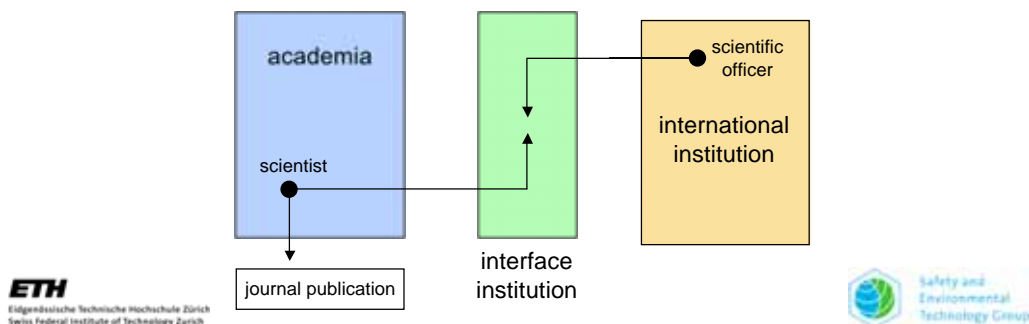 academia
scientist
journal publication
interface
institution
scientific
officer
international
institution
ETH
Eidgenössische Technische Hochschule Zürich
Swiss Federal Institute of Technology Zurich
Safety and
Environmental
Technology Group